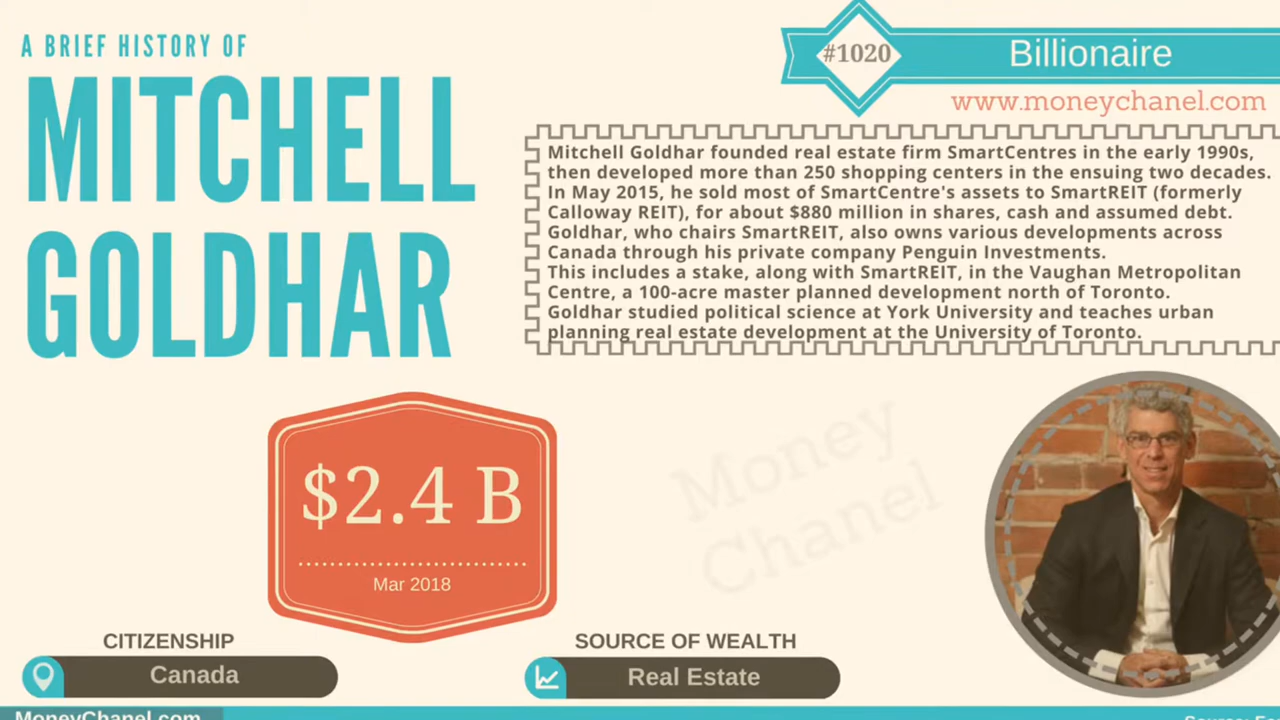 A BRIEF HISTORY OF
MITCHELL
GOLDHAR
#1020
Billionaire
www.moneychanel.com
Mitchell Goldhar founded real estate firm SmartCentres in the early 1990s,
then developed more than 250 shopping centers in the ensuing two decades.
In May 2015, he sold most of SmartCentre's assets to SmartREIT (formerly
Calloway REIT), for about $880 million in shares, cash and assumed debt.
Goldhar, who chairs SmartREIT, also owns various developments across
Canada through his private company Penguin Investments.
This includes a stake, along with SmartREIT, in the Vaughan Metropolitan
Centre, a 100-acre master planned development north of Toronto.
Goldhar studied political science at York University and teaches urban
planning real estate development at the University of Toronto.
$2.4 B
Mar 2018
Money
Chanel
CITIZENSHIP
Canada
SOURCE OF WEALTH
Real Estate
MoneyChanel.com